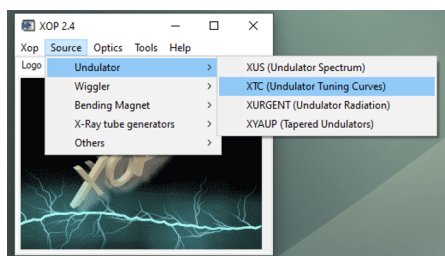 XOP 2.4
Xop Source Optics Tools Help
Logo
Undulator
Wiggler
Bending Magnet
X-Ray tube generators
Others
XUS (Undulator Spectrum)
XTC (Undulator Tuning Curves)
XURGENT (Undulator Radiation)
XYAUP (Tapered Undulators)
XOP